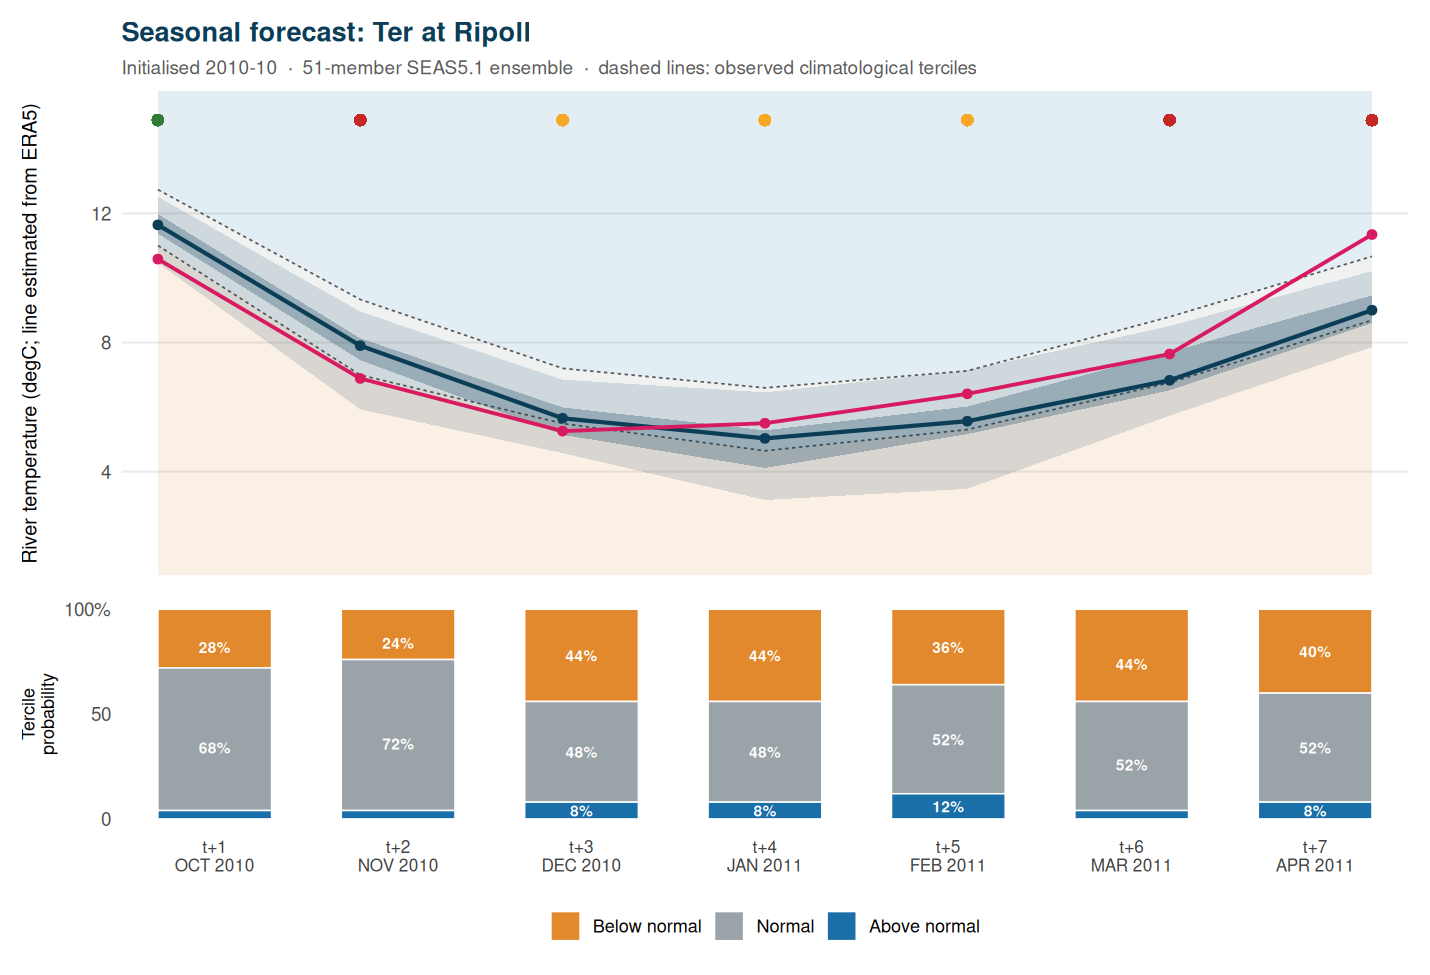 Seasonal forecast: Ter at Ripoll
Initialised 2010-10 · 51-member SEAS5.1 ensemble · dashed lines: observed climatological terciles
River temperature (degC; line estimated from ERA5)
12
8
4
Tercile
probability
100%
50
0
28%
24%
44%
44%
36%
44%
40%
68%
72%
48%
48%
52%
52%
52%
8%
8%
12%
8%
t+1
OCT 2010
t+2
NOV 2010
t+3
DEC 2010
t+4
JAN 2011
t+5
FEB 2011
t+6
MAR 2011
t+7
APR 2011
Below normal
Normal
Above normal